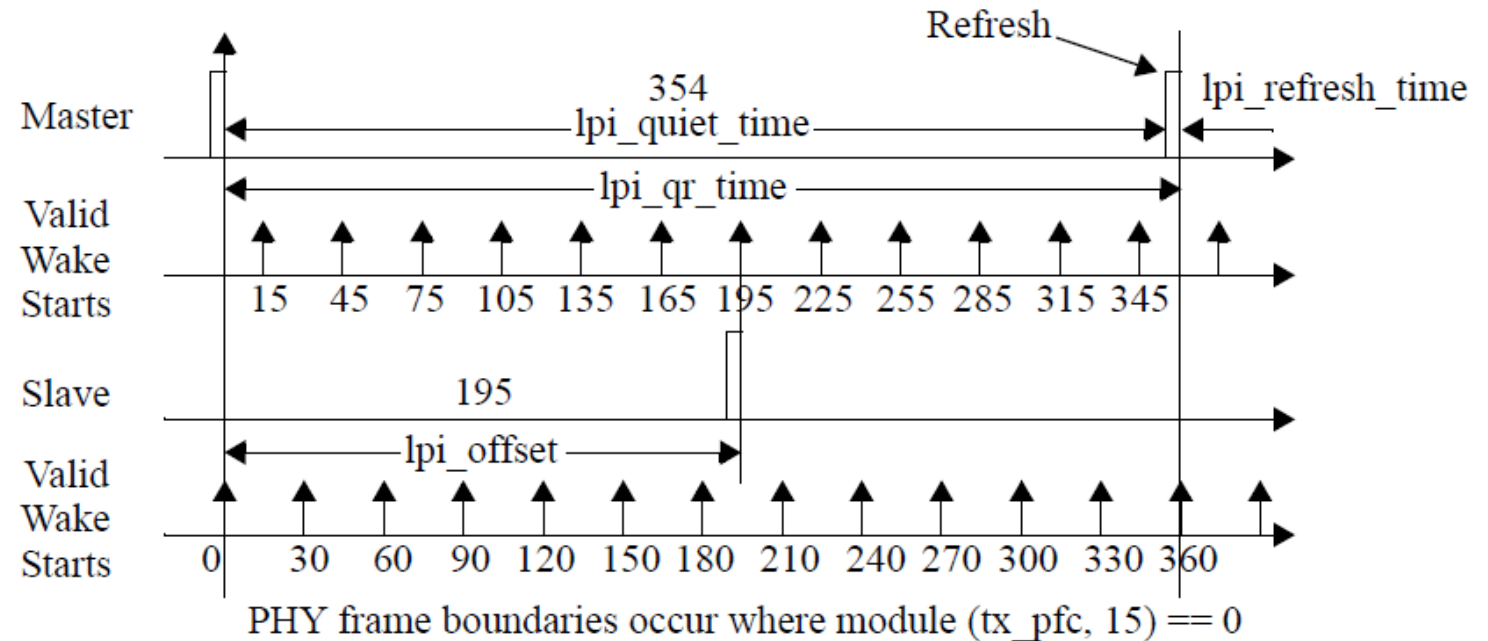 Refresh
354
lpi_refresh_time
Master
lpi_quiet_time
lpi_qr_time
Valid
Wake
Starts
15 45 75 105 135 165 195 225 255 285 315 345
Slave
195
lpi_offset
Valid
Wake
Starts
0 30 60 90 120 150 180 210 240 270 300 330 360
PHY frame boundaries occur where module (tx_pfc, 15) == 0